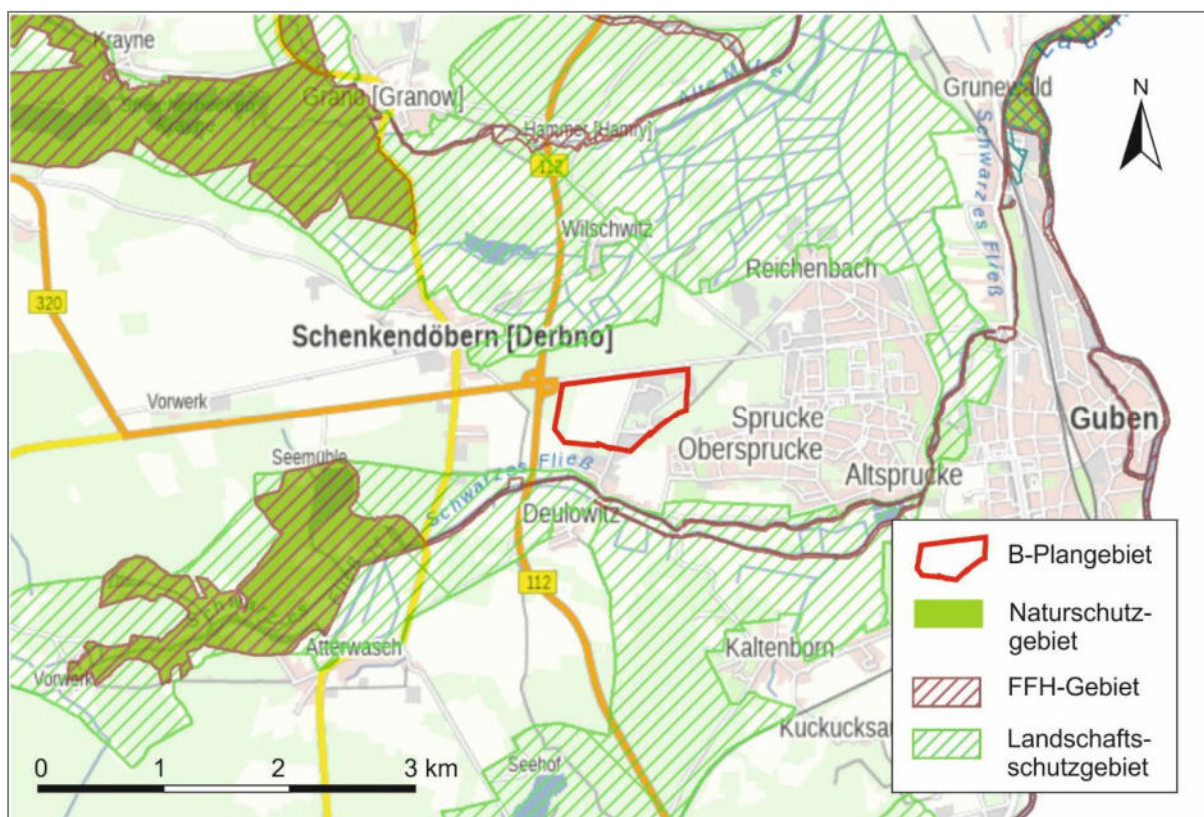 Krayne
Grano [Granow]
Alte M
Hammer [Hamry]
112
Grunewald
N
Schwarzes Fließ
Wilschwitz
Reichenbach
320
Schenkendöbern [Derbno]
Vorwerk
Sprucke
Obersprucke
Guben
Seemühle
Altsprucke
Schwarzes Fließ
Deulowitz
112
Atterwasch
Kaltenborn
Vorwerk
Kuckucksau
Seehof
B-Plangebiet
Naturschutz-
gebiet
FFH-Gebiet
Landschafts-
schutzgebiet
0 1 2 3 km